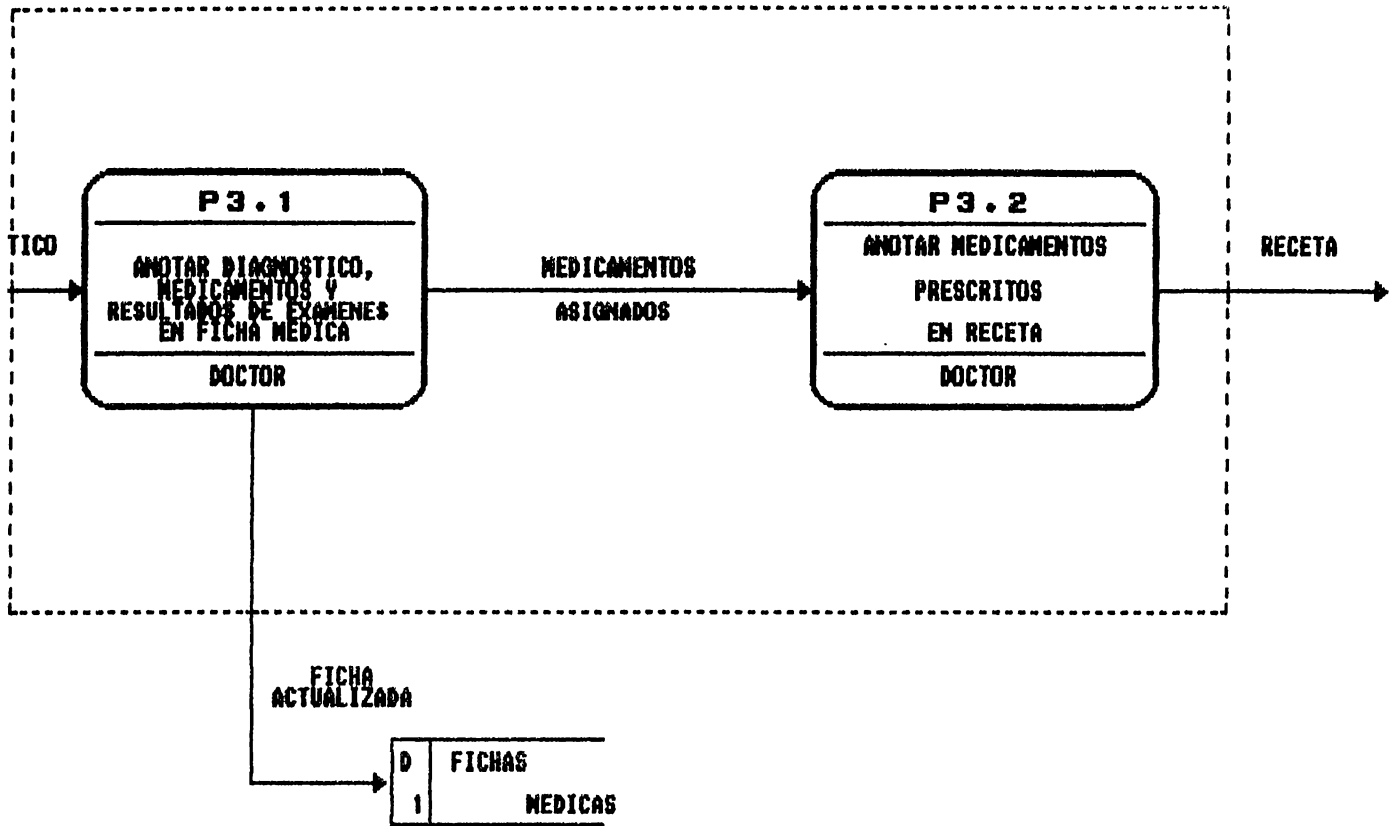 P3.1
P3.2
TICO
ANOTAR DIAGNOSTICO,
MEDICAMENTOS Y
RESULTADOS DE EXAMENES
EN FICHA MEDICA
DOCTOR
MEDICAMENTOS
ASIGNADOS
ANOTAR MEDICAMENTOS
PRESCRITOS
EN RECETA
DOCTOR
RECETA
FICHA
ACTUALIZADA
D FICHAS
1 MEDICAS